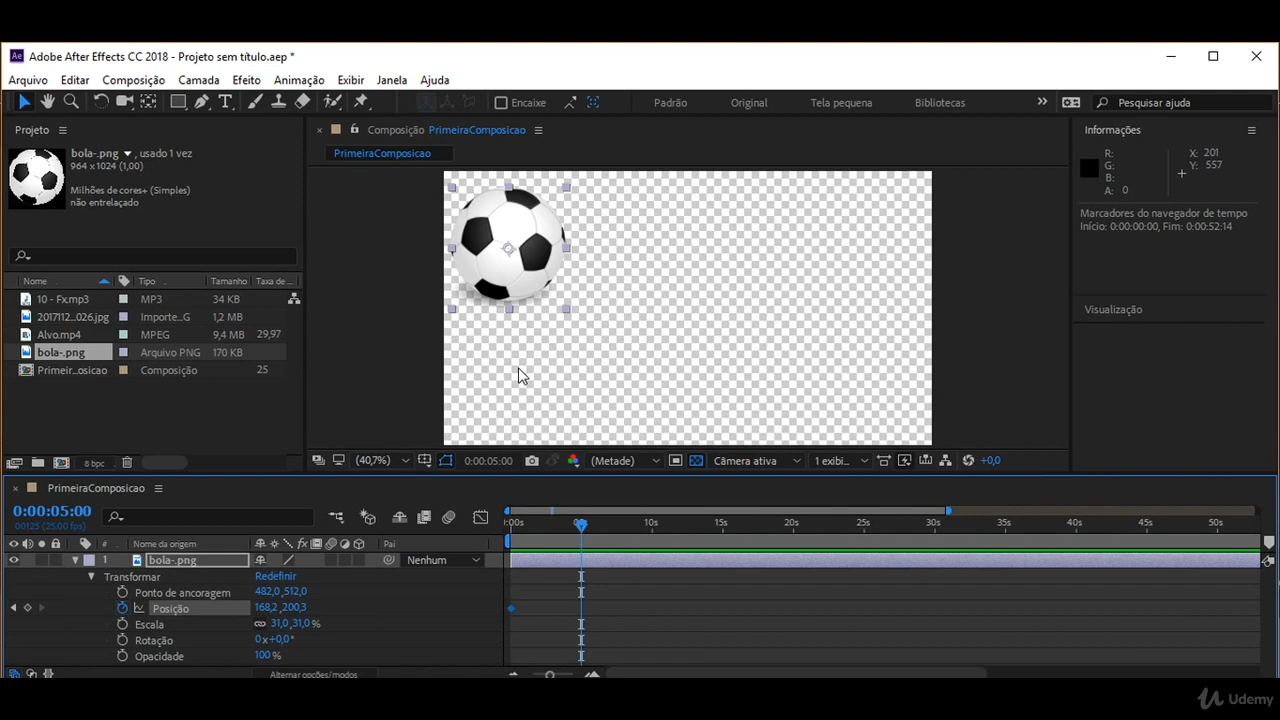 Ae Adobe After Effects CC 2018 - Projeto sem título.aep *
Arquivo Editar Composição Camada Efeito Animação Exibir Janela Ajuda
Encaixe Padrão Original Tela pequena Bibliotecas Pesquisar ajuda
Projeto
bola-.png , usado 1 vez
964 x 1024 (1,00)
Milhões de cores+ (Simples)
não entrelaçado
Nome Tipo Tamanho Taxa de ...
10 - Fx.mp3 MP3 34 KB
2017112...026.jpg Importe...G 1,2 MB
Alvo.mp4 MPEG 9,4 MB 29,97
bola-.png Arquivo PNG 170 KB
Primeir...osicao Composição 25
8 bpc
Composição PrimeiraComposicao
PrimeiraComposicao
(40,7%) 0:00:05:00 (Metade) Câmera ativa 1 exibi... +0,0
Informações
R: X: 201
G: Y: 557
B:
A: 0
Marcadores do navegador de tempo
Início: 0:00:00:00, Fim: 0:00:52:14
Visualização
PrimeiraComposicao
0:00:05:00
00125 (25.00 fps)
:00s 10s 15s 20s 25s 30s 35s 40s 45s 50s
# Nome da origem fx Pai
1 bola-.png Nenhum
Transformar Redefinir
Ponto de ancoragem 482,0,512,0
Posição 168,2,200,3
Escala 31,0,31,0%
Rotação 0x+0,0°
Opacidade 100%
Alternar opções/modos
Udemy